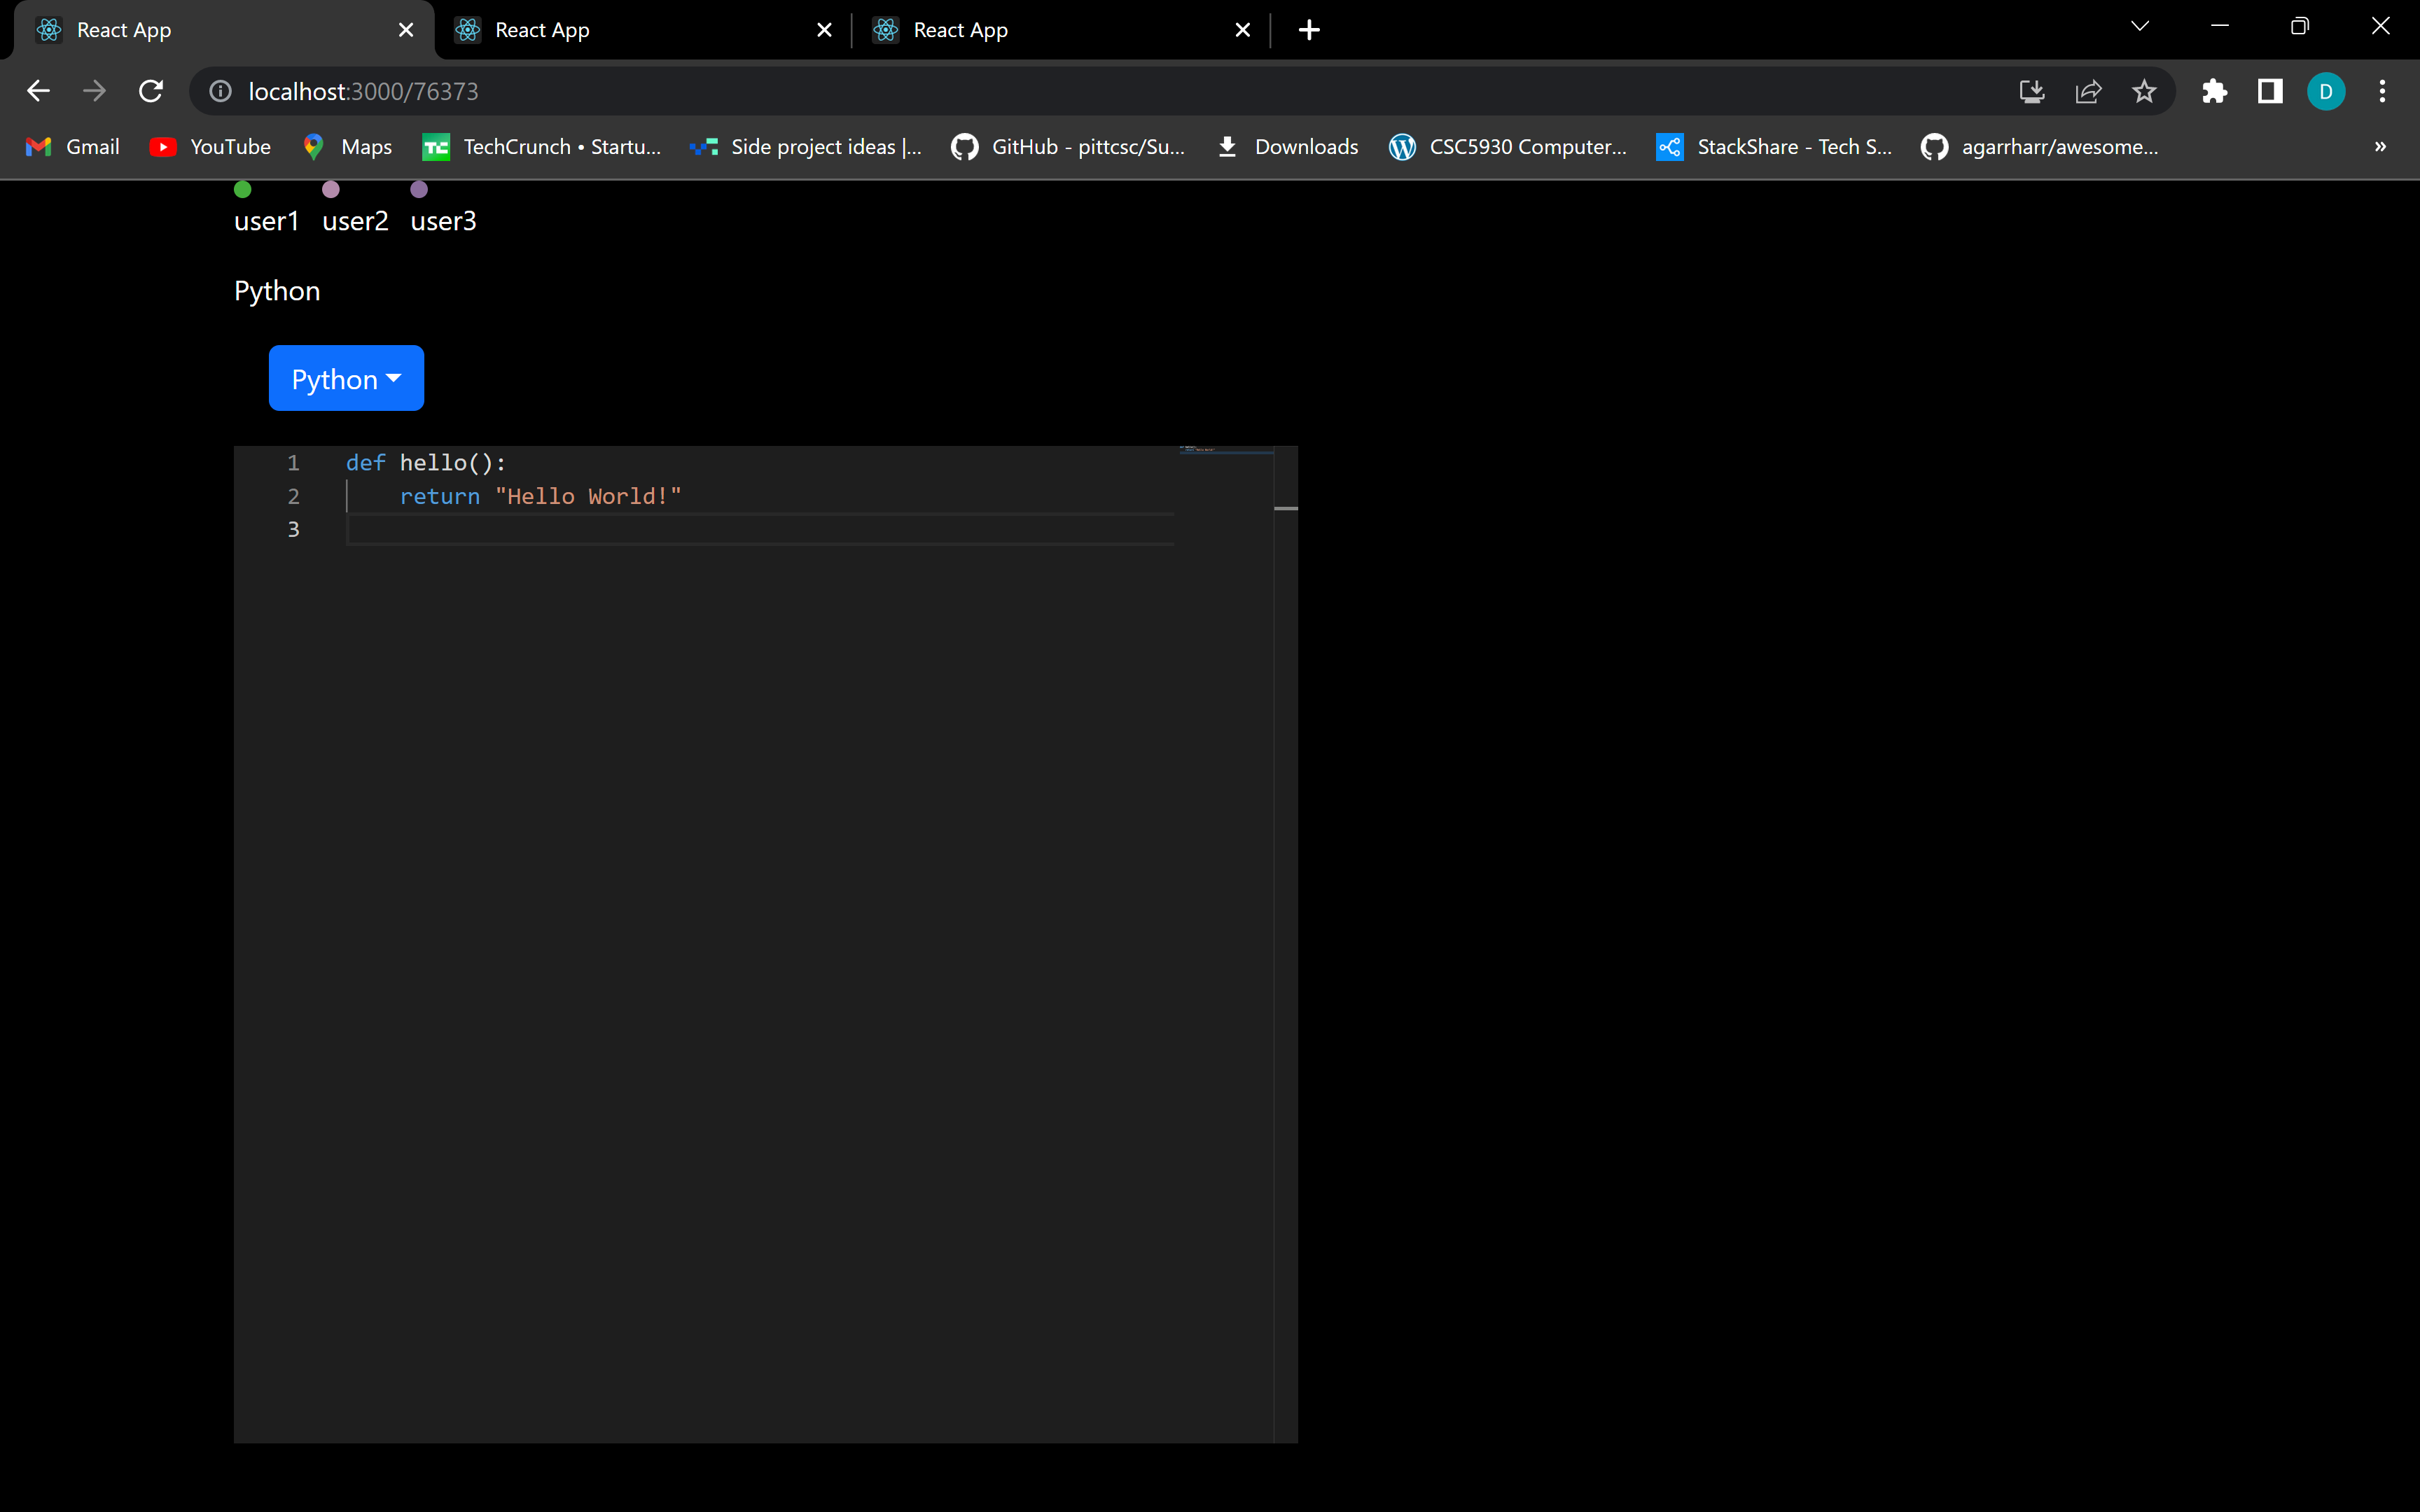 React App React App React App
localhost:3000/76373 D
Gmail YouTube Maps TC TechCrunch • Startu... Side project ideas |... GitHub - pittcsc/Su... Downloads CSC5930 Computer... StackShare - Tech S... agarrharr/awesome... »
user1 user2 user3
Python
Python
1 def hello():
2 return "Hello World!"
3